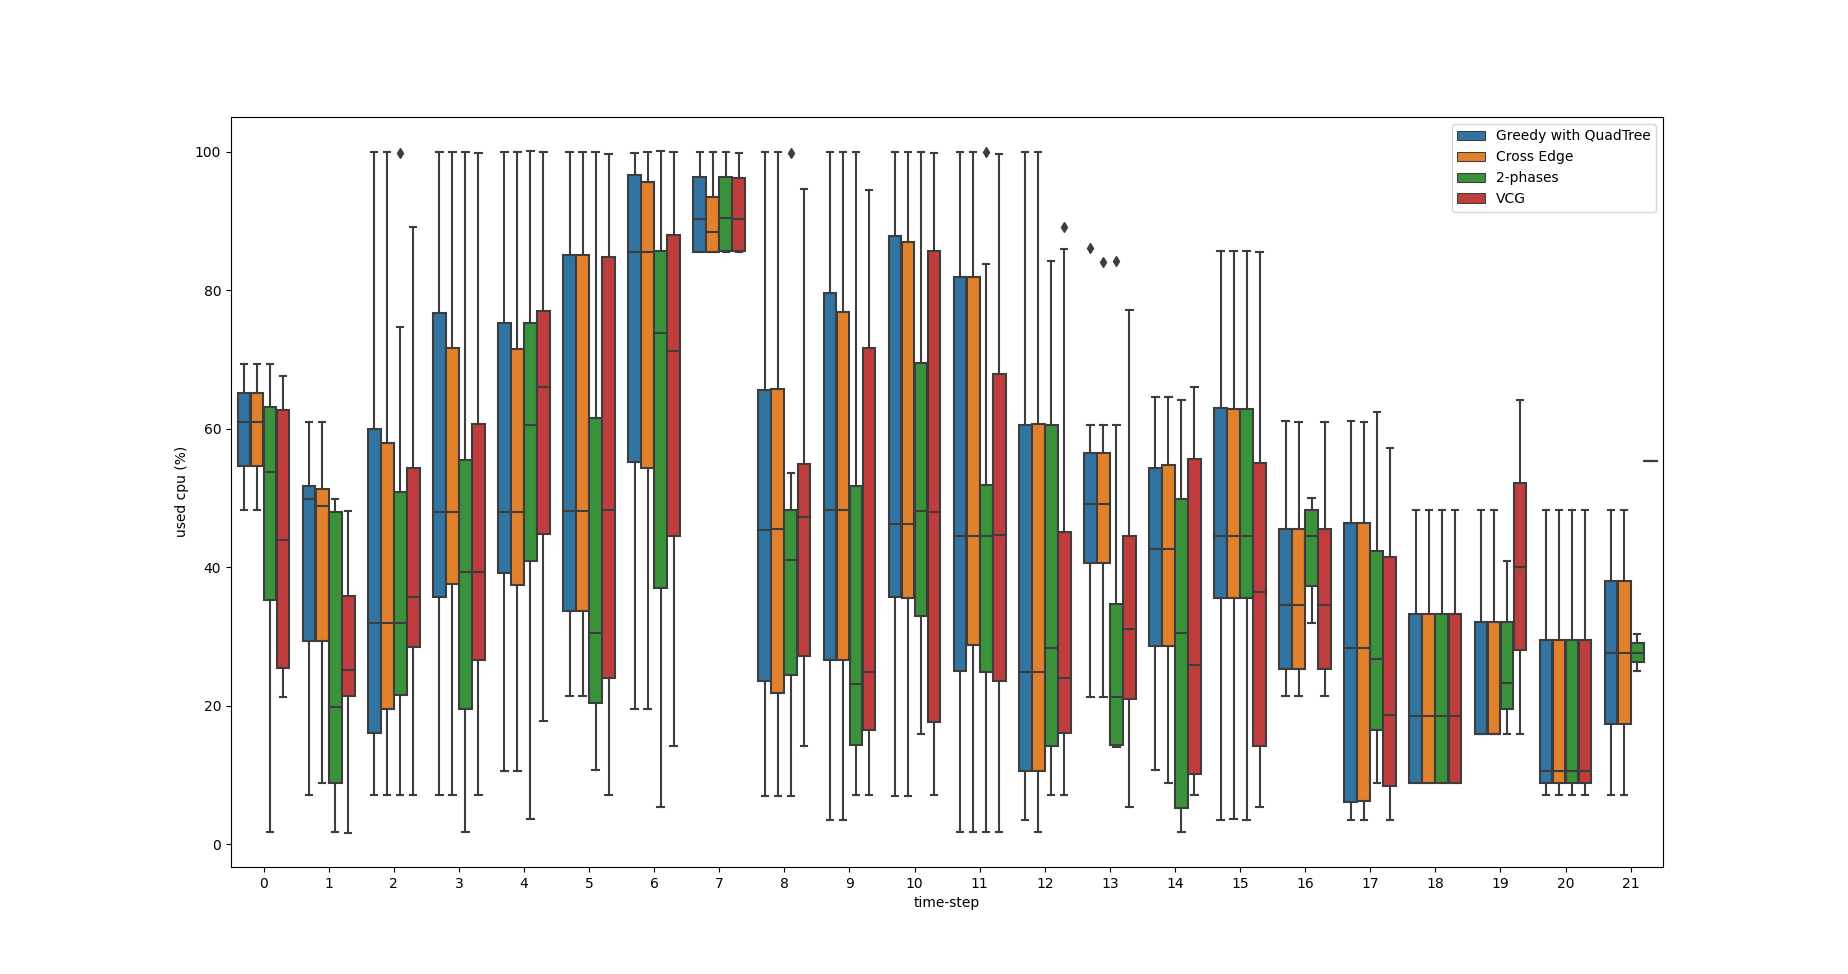 Greedy with QuadTree
Cross Edge
2-phases
VCG
100
80
60
40
20
0
used cpu (%)
0 1 2 3 4 5 6 7 8 9 10 11 12 13 14 15 16 17 18 19 20 21
time-step